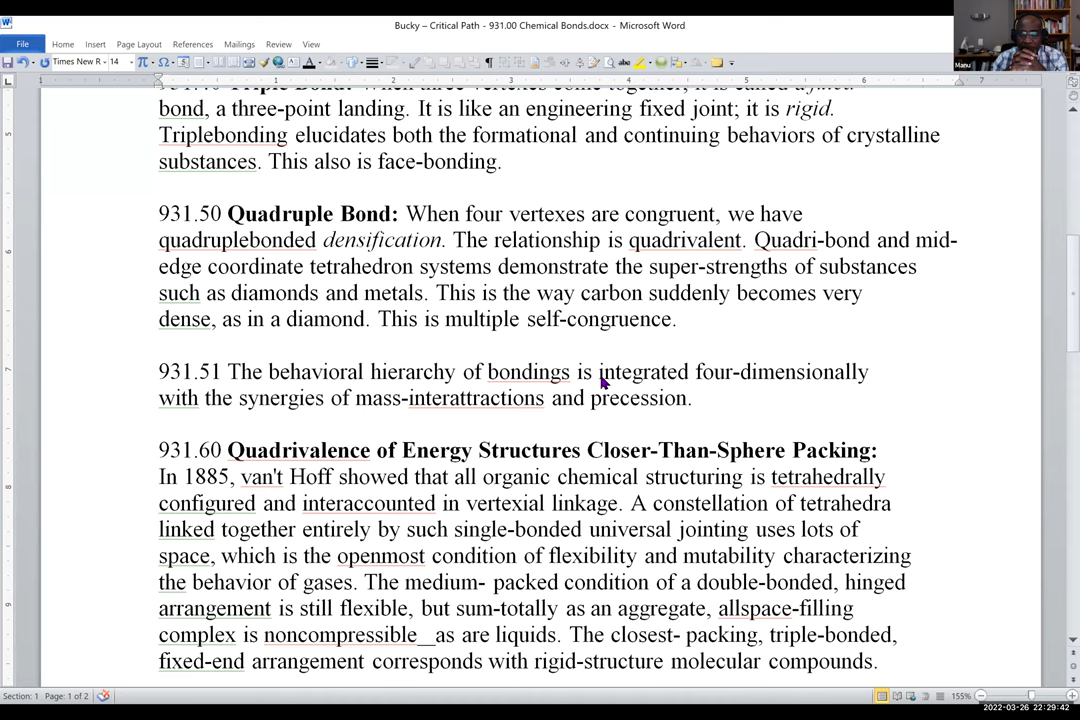 Bucky – Critical Path - 931.00 Chemical Bonds.docx - Microsoft Word
File Home Insert Page Layout References Mailings Review View
Times New R 14
Manu
1 2 3 4 5 6 7
bond, a three-point landing. It is like an engineering fixed joint; it is rigid.
Triplebonding elucidates both the formational and continuing behaviors of crystalline
substances. This also is face-bonding.
931.50 Quadruple Bond: When four vertexes are congruent, we have
quadruplebonded densification. The relationship is quadrivalent. Quadri-bond and mid-
edge coordinate tetrahedron systems demonstrate the super-strengths of substances
such as diamonds and metals. This is the way carbon suddenly becomes very
dense, as in a diamond. This is multiple self-congruence.
931.51 The behavioral hierarchy of bondings is integrated four-dimensionally
with the synergies of mass-interattractions and precession.
931.60 Quadrivalence of Energy Structures Closer-Than-Sphere Packing:
In 1885, van't Hoff showed that all organic chemical structuring is tetrahedrally
configured and interaccounted in vertexial linkage. A constellation of tetrahedra
linked together entirely by such single-bonded universal jointing uses lots of
space, which is the openmost condition of flexibility and mutability characterizing
the behavior of gases. The medium- packed condition of a double-bonded, hinged
arrangement is still flexible, but sum-totally as an aggregate, allspace-filling
complex is noncompressible__as are liquids. The closest- packing, triple-bonded,
fixed-end arrangement corresponds with rigid-structure molecular compounds.
Section: 1 Page: 1 of 2 155%
2022-03-26 22:29:42